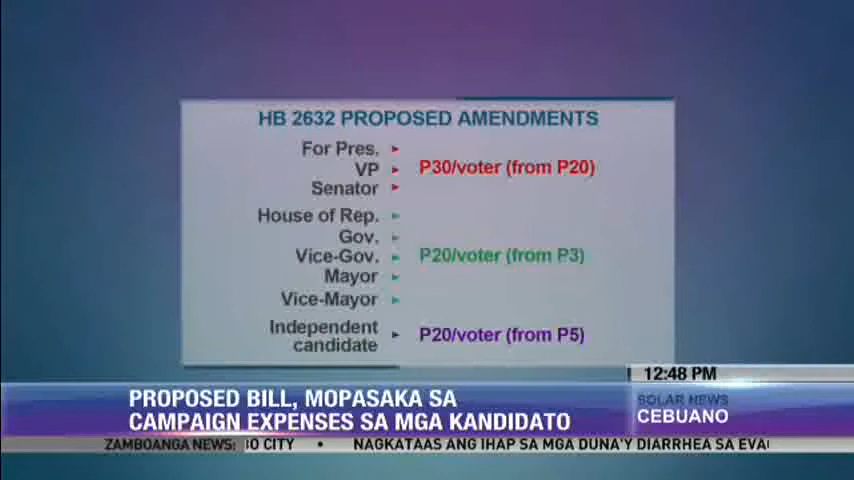 HB 2632 PROPOSED AMENDMENTS
For Pres.
VP
Senator
P30/voter (from P20)
House of Rep.
Gov.
Vice-Gov.
Mayor
Vice-Mayor
P20/voter (from P3)
Independent
candidate
P20/voter (from P5)
12:48 PM
PROPOSED BILL, MOPASAKA SA
CAMPAIGN EXPENSES SA MGA KANDIDATO
SOLAR NEWS
CEBUANO
ZAMBOANGA NEWS: O CITY • NAGKATAAS ANG IHAP SA MGA DUNA'Y DIARRHEA SA